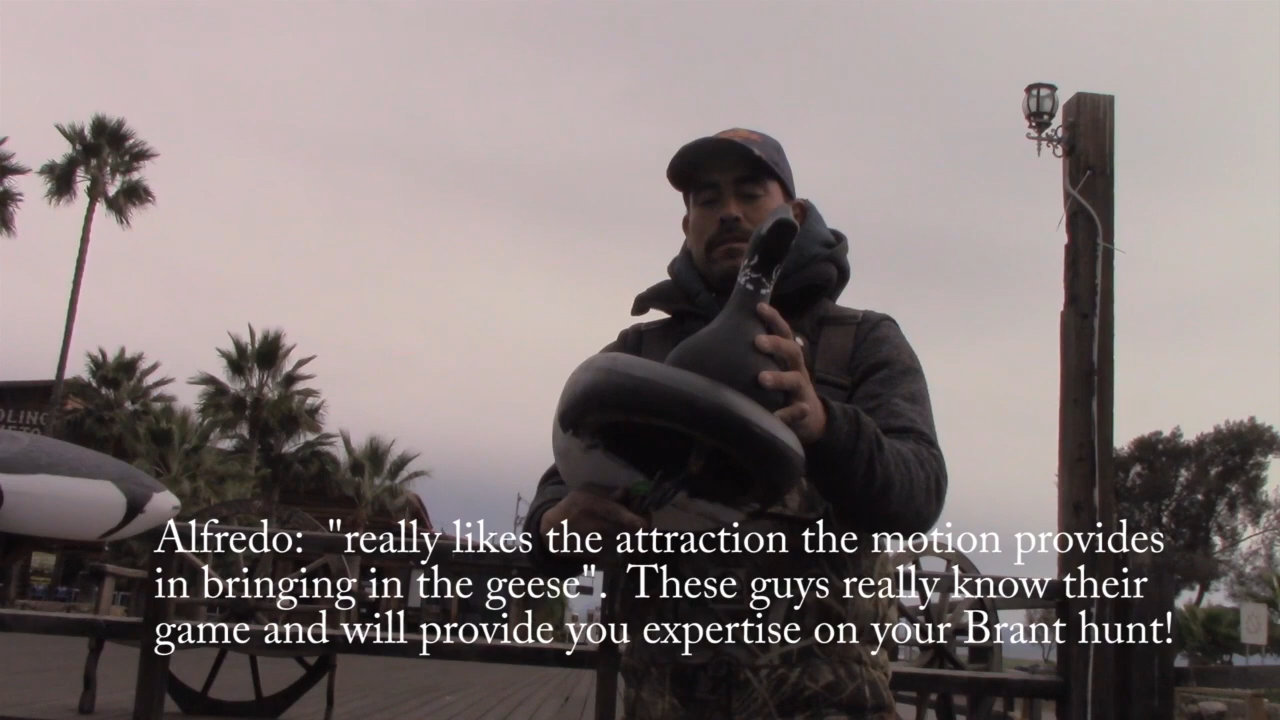 Alfredo:  "really likes the attraction the motion provides
in bringing in the geese".  These guys really know their
game and will provide you expertise on your Brant hunt!